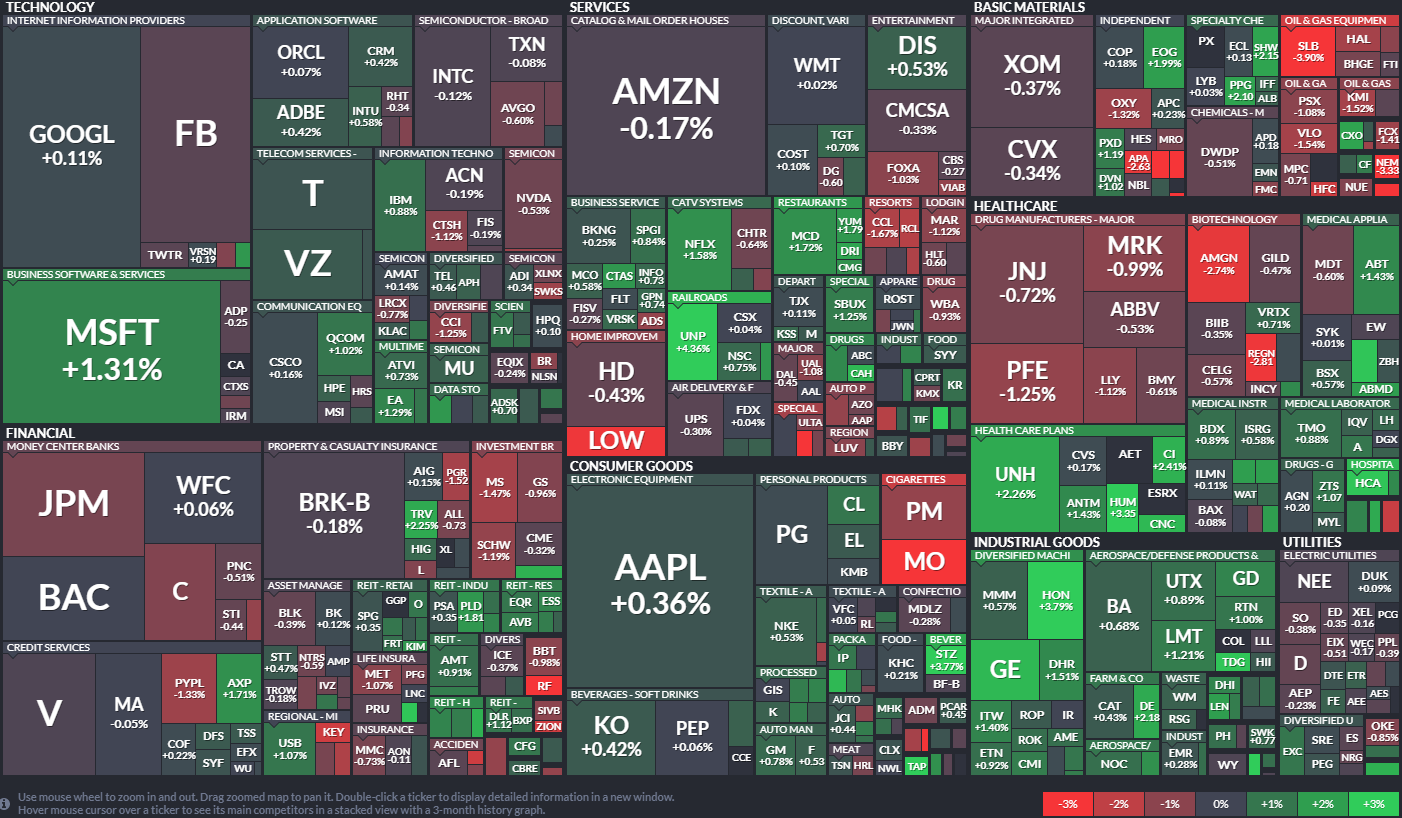 TECHNOLOGY
INTERNET INFORMATION PROVIDERS
GOOGL
+0.11%
FB
TWTR
VRSN
+0.19
APPLICATION SOFTWARE
ORCL
+0.07%
CRM
+0.42%
ADBE
+0.42%
INTU
+0.58%
RHT
-0.34
SEMICONDUCTOR - BROAD
INTC
-0.12%
TXN
-0.08%
AVGO
-0.60%
BUSINESS SOFTWARE & SERVICES
MSFT
+1.31%
ADP
-0.25
CA
CTXS
IRM
TELECOM SERVICES -
T
VZ
INFORMATION TECHNO
IBM
+0.88%
ACN
-0.19%
CTSH
-1.12%
FIS
-0.19%
SEMICON
NVDA
-0.53%
COMMUNICATION EQ
CSCO
+0.16%
QCOM
+1.02%
HPE
HRS
MSI
SEMICON
AMAT
+0.14%
LRCX
-0.77%
KLAC
DIVERSIFIED
TEL
+0.46
APH
ADI
+0.34
XLNX
SWKS
DIVERSIFIE
CCI
-1.25%
SCIEN
FTV
HPQ
+0.10
MULTIME
ATVI
+0.73%
EA
+1.29%
SEMICON
MU
EQIX
-0.24%
BR
NLSN
DATA STO
ADSK
+0.70
SERVICES
CATALOG & MAIL ORDER HOUSES
AMZN
-0.17%
DISCOUNT, VARI
WMT
+0.02%
COST
+0.10%
TGT
+0.70%
DG
-0.60
ENTERTAINMENT
DIS
+0.53%
CMCSA
-0.33%
FOXA
-1.03%
CBS
-0.27
VIAB
BUSINESS SERVICE
BKNG
+0.25%
SPGI
+0.84%
MCO
+0.58%
CTAS
INFO
+0.73
FISV
-0.27%
FLT
GPN
+0.74
VRSK
ADS
CATV SYSTEMS
NFLX
+1.58%
CHTR
-0.64%
RESTAURANTS
MCD
+1.72%
YUM
+1.79
DRI
CMG
RESORTS
CCL
-1.67%
RCL
LODGIN
MAR
-1.12%
HLT
-0.60
RAILROADS
UNP
+4.36%
CSX
+0.04%
NSC
+0.75%
DEPART
TJX
+0.11%
KSS
M
SPECIAL
SBUX
+1.25%
APPARE
ROST
JWN
DRUG
WBA
-0.93%
HOME IMPROVEM
HD
-0.43%
LOW
MAJOR
DAL
-0.45
UAL
-1.08
AAL
DRUGS
ABC
CAH
INDUST
FOOD
SYY
AIR DELIVERY & F
UPS
-0.30%
FDX
+0.04%
SPECIAL
ULTA
AUTO P
AZO
AAP
CPRT
KMX
KR
REGION
LUV
BBY
TIF
BASIC MATERIALS
MAJOR INTEGRATED
XOM
-0.37%
CVX
-0.34%
INDEPENDENT
COP
+0.18%
EOG
+1.99%
OXY
-1.32%
APC
+0.23%
PXD
+1.19
HES
MRO
APA
-2.63
DVN
+1.02
NBL
SPECIALTY CHE
PX
ECL
+0.13
SHW
+2.15
LYB
+0.03%
PPG
+2.10
IFF
ALB
CHEMICALS - M
DWDP
-0.51%
APD
+0.18
EMN
FMC
OIL & GAS EQUIPMEN
SLB
-3.90%
HAL
BHGE
FTI
OIL & GA
PSX
-1.08%
VLO
-1.54%
MPC
-0.71
HFC
OIL & GAS
KMI
-1.52%
CXO
FCX
-1.41
CF
NEM
-3.33
NUE
HEALTHCARE
DRUG MANUFACTURERS - MAJOR
JNJ
-0.72%
MRK
-0.99%
ABBV
-0.53%
PFE
-1.25%
LLY
-1.12%
BMY
-0.61%
BIOTECHNOLOGY
AMGN
-2.74%
GILD
-0.47%
BIIB
-0.35%
VRTX
+0.71%
CELG
-0.57%
REGN
-2.81
INCY
MEDICAL APPLIA
MDT
-0.60%
ABT
+1.43%
SYK
+0.01%
EW
BSX
+0.57%
ZBH
ABMD
HEALTH CARE PLANS
UNH
+2.26%
CVS
+0.17%
AET
CI
+2.41%
ANTM
+1.43%
HUM
+3.35
ESRX
CNC
MEDICAL INSTR
BDX
+0.89%
ISRG
+0.58%
ILMN
+0.11%
BAX
-0.08%
WAT
MEDICAL LABORATOR
TMO
+0.88%
IQV
LH
A
DGX
DRUGS - G
AGN
+0.20
ZTS
+1.07
MYL
HOSPITA
HCA
FINANCIAL
MONEY CENTER BANKS
JPM
WFC
+0.06%
BAC
C
PNC
-0.51%
STI
-0.44
PROPERTY & CASUALTY INSURANCE
BRK-B
-0.18%
AIG
+0.15%
PGR
-1.52
TRV
+2.25%
ALL
-0.73
HIG
XL
L
INVESTMENT BR
MS
-1.47%
GS
-0.96%
SCHW
-1.19%
CME
-0.32%
CREDIT SERVICES
V
MA
-0.05%
PYPL
-1.33%
AXP
+1.71%
COF
+0.22%
DFS
TSS
SYF
EFX
WU
ASSET MANAGE
BLK
-0.39%
BK
+0.12%
STT
+0.47%
NTRS
-0.59
AMP
TROW
-0.18%
IVZ
REGIONAL - MI
USB
+1.07%
KEY
REIT - RETAI
SPG
+0.35
GGP
O
FRT
KIM
LIFE INSURA
MET
-1.07%
PFG
LNC
PRU
INSURANCE
MMC
-0.73%
AON
-0.11
REIT - INDU
PSA
+0.35
PLD
+1.81
REIT - RES
EQR
ESS
AVB
REIT -
AMT
+0.91%
DIVERS
ICE
-0.37%
BBT
-0.98%
RF
REIT - H
REIT -
DLR
+1.12
BXP
SIVB
ZION
ACCIDEN
AFL
CFG
CBRE
CONSUMER GOODS
ELECTRONIC EQUIPMENT
AAPL
+0.36%
PERSONAL PRODUCTS
PG
CL
EL
KMB
CIGARETTES
PM
MO
BEVERAGES - SOFT DRINKS
KO
+0.42%
PEP
+0.06%
CCE
TEXTILE - A
NKE
+0.53%
TEXTILE - A
VFC
+0.05
RL
CONFECTIO
MDLZ
-0.28%
PACKA
IP
FOOD -
KHC
+0.21%
BEVER
STZ
+3.77%
BF-B
PROCESSED
GIS
K
AUTO
JCI
+0.44
MHK
ADM
PCAR
+0.45
AUTO MAN
GM
+0.78%
F
+0.53
MEAT
TSN
HRL
CLX
NWL
TAP
INDUSTRIAL GOODS
DIVERSIFIED MACHI
MMM
+0.57%
HON
+3.79%
GE
DHR
+1.51%
ITW
+1.40%
ROP
IR
ETN
+0.92%
ROK
AME
CMI
AEROSPACE/DEFENSE PRODUCTS &
BA
+0.68%
UTX
+0.89%
GD
LMT
+1.21%
RTN
+1.00%
COL
LLL
TDG
HII
FARM & CO
CAT
+0.43%
DE
+2.18
WASTE
WM
RSG
DHI
LEN
AEROSPACE/
NOC
INDUST
EMR
+0.28%
PH
SWK
+0.77
WY
UTILITIES
ELECTRIC UTILITIES
NEE
DUK
+0.09%
SO
-0.38%
ED
-0.35
XEL
-0.16
PCG
D
EIX
-0.51
WEC
-0.17
PPL
-0.39
DTE
ETR
AEP
-0.23%
FE
AEE
AES
DIVERSIFIED U
EXC
SRE
ES
OKE
-0.85%
PEG
NRG
Use mouse wheel to zoom in and out. Drag zoomed map to pan it. Double-click a ticker to display detailed information in a new window.
Hover mouse cursor over a ticker to see its main competitors in a stacked view with a 3-month history graph.
-3%
-2%
-1%
0%
+1%
+2%
+3%